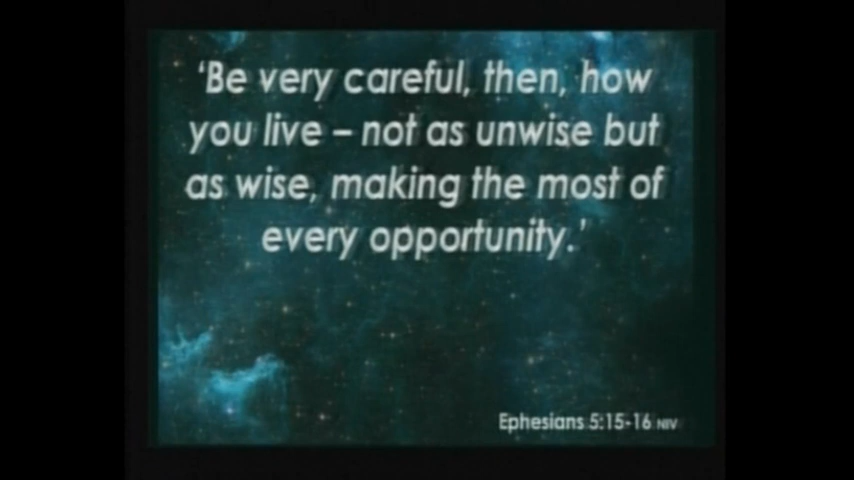 ‘Be very careful, then, how
you live – not as unwise but
as wise, making the most of
every opportunity.’
Ephesians 5:15-16 NIV